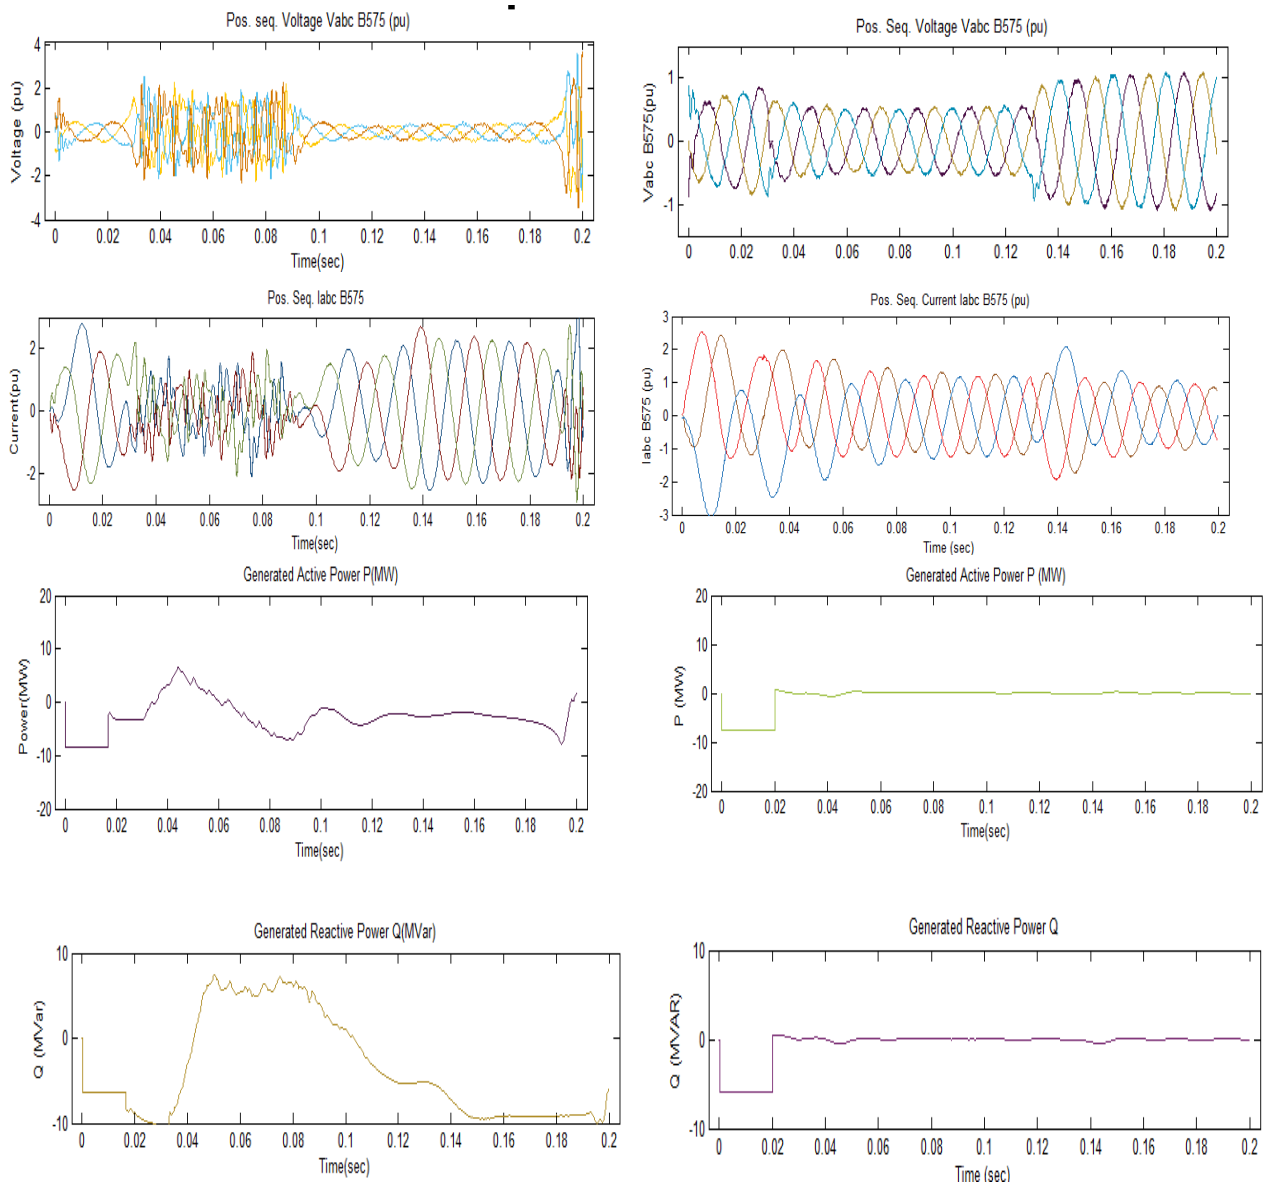 Pos. seq. Voltage Vabc B575 (pu)
4
2
0
-2
-4
Voltage (pu)
0 0.02 0.04 0.06 0.08 0.1 0.12 0.14 0.16 0.18 0.2
Time(sec)
Pos. Seq. Voltage Vabc B575 (pu)
1
0
-1
Vabc B575(pu)
0 0.02 0.04 0.06 0.08 0.1 0.12 0.14 0.16 0.18 0.2
Time(sec)
Pos. Seq. Iabc B575
2
0
-2
Current(pu)
0 0.02 0.04 0.06 0.08 0.1 0.12 0.14 0.16 0.18 0.2
Time(sec)
Pos. Seq. Current Iabc B575 (pu)
3
2
1
0
-1
-2
-3
Iabc B575 (pu)
0 0.02 0.04 0.06 0.08 0.1 0.12 0.14 0.16 0.18 0.2
Time (sec)
Generated Active Power P(MW)
20
10
0
-10
-20
Power(MW)
0 0.02 0.04 0.06 0.08 0.1 0.12 0.14 0.16 0.18 0.2
Time(sec)
Generated Active Power P (MW)
20
10
0
-10
-20
P (MW)
0 0.02 0.04 0.06 0.08 0.1 0.12 0.14 0.16 0.18 0.2
Time(sec)
Generated Reactive Power Q(MVar)
10
0
-10
Q (MVar)
0 0.02 0.04 0.06 0.08 0.1 0.12 0.14 0.16 0.18 0.2
Time(sec)
Generated Reactive Power Q
10
0
-10
Q (MVAR)
0 0.02 0.04 0.06 0.08 0.1 0.12 0.14 0.16 0.18 0.2
Time (sec)